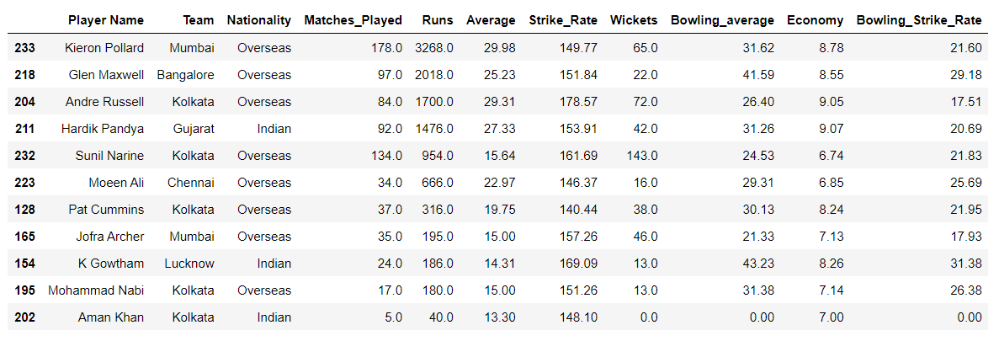 Player Name Team Nationality Matches_Played Runs Average Strike_Rate Wickets Bowling_average Economy Bowling_Strike_Rate
233 Kieron Pollard Mumbai Overseas 178.0 3268.0 29.98 149.77 65.0 31.62 8.78 21.60
218 Glen Maxwell Bangalore Overseas 97.0 2018.0 25.23 151.84 22.0 41.59 8.55 29.18
204 Andre Russell Kolkata Overseas 84.0 1700.0 29.31 178.57 72.0 26.40 9.05 17.51
211 Hardik Pandya Gujarat Indian 92.0 1476.0 27.33 153.91 42.0 31.26 9.07 20.69
232 Sunil Narine Kolkata Overseas 134.0 954.0 15.64 161.69 143.0 24.53 6.74 21.83
223 Moeen Ali Chennai Overseas 34.0 666.0 22.97 146.37 16.0 29.31 6.85 25.69
128 Pat Cummins Kolkata Overseas 37.0 316.0 19.75 140.44 38.0 30.13 8.24 21.95
165 Jofra Archer Mumbai Overseas 35.0 195.0 15.00 157.26 46.0 21.33 7.13 17.93
154 K Gowtham Lucknow Indian 24.0 186.0 14.31 169.09 13.0 43.23 8.26 31.38
195 Mohammad Nabi Kolkata Overseas 17.0 180.0 15.00 151.26 13.0 31.38 7.14 26.38
202 Aman Khan Kolkata Indian 5.0 40.0 13.30 148.10 0.0 0.00 7.00 0.00